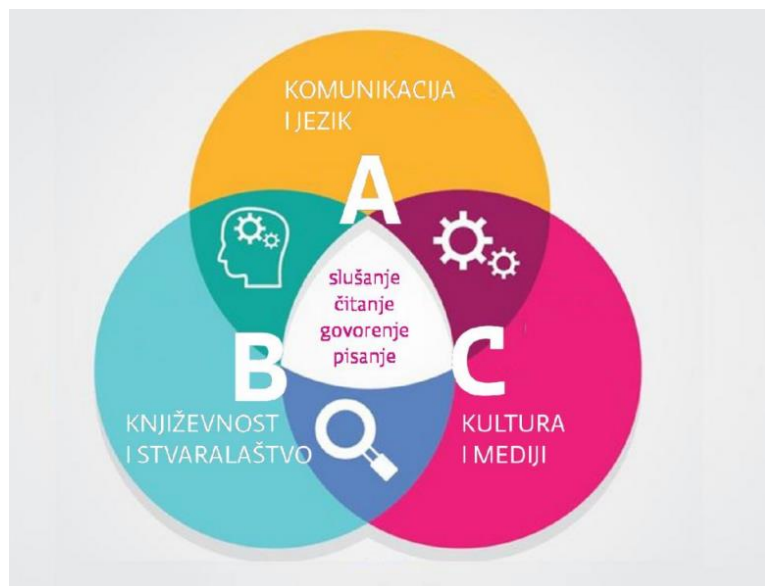 KOMUNIKACIJA
I JEZIK
A
slušanje
čitanje
govorenje
pisanje
B
C
KNJIŽEVNOST
I STVARALAŠTVO
KULTURA
I MEDIJI